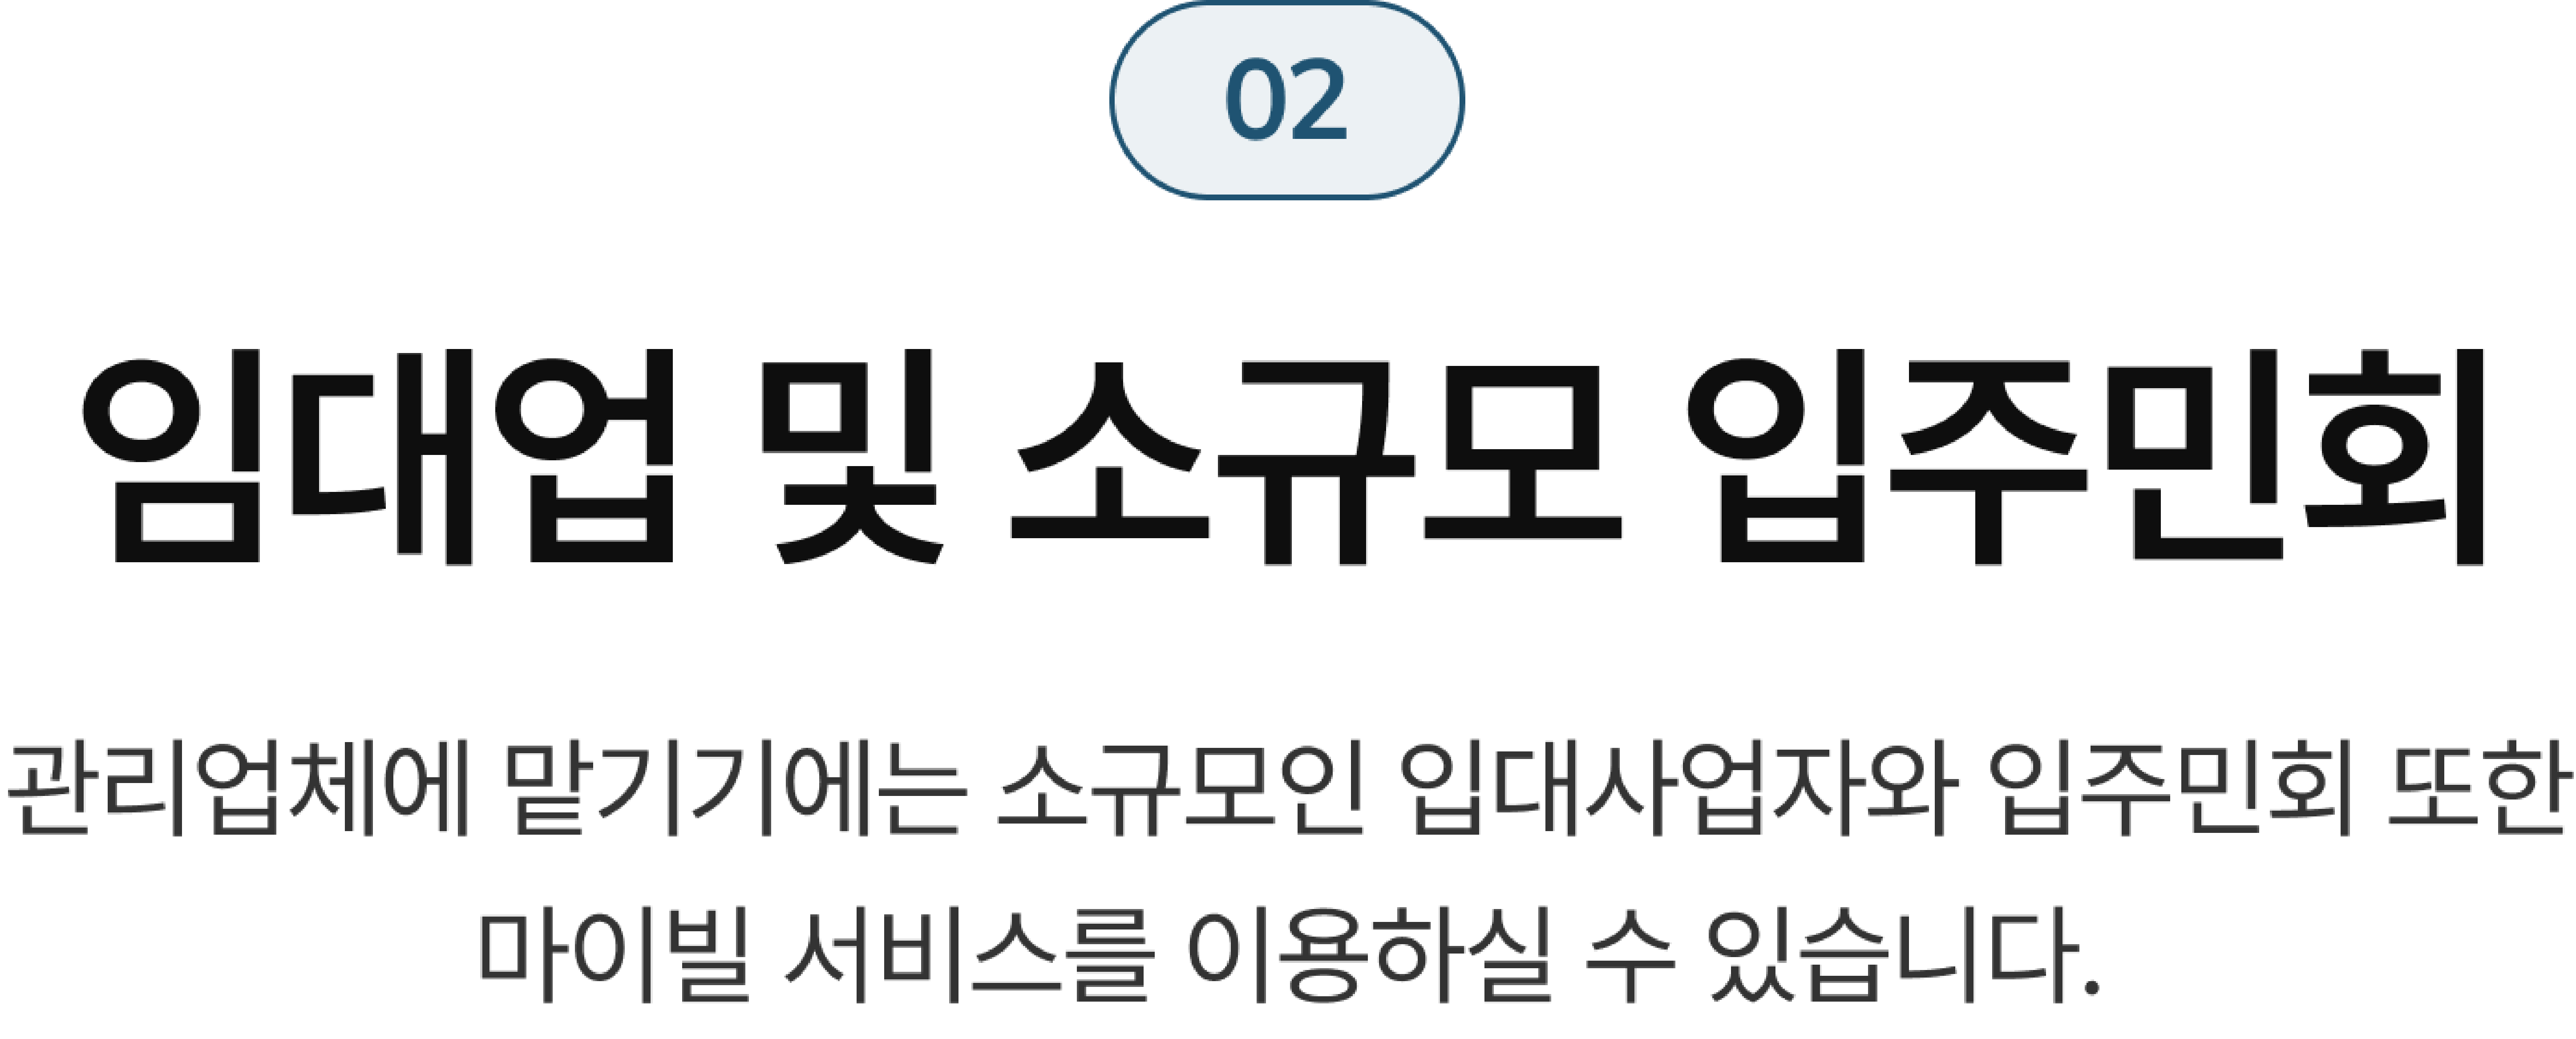 02
임대업 및 소규모 입주민회
관리업체에 맡기기에는 소규모인 입대사업자와 입주민회 또한
마이빌 서비스를 이용하실 수 있습니다.